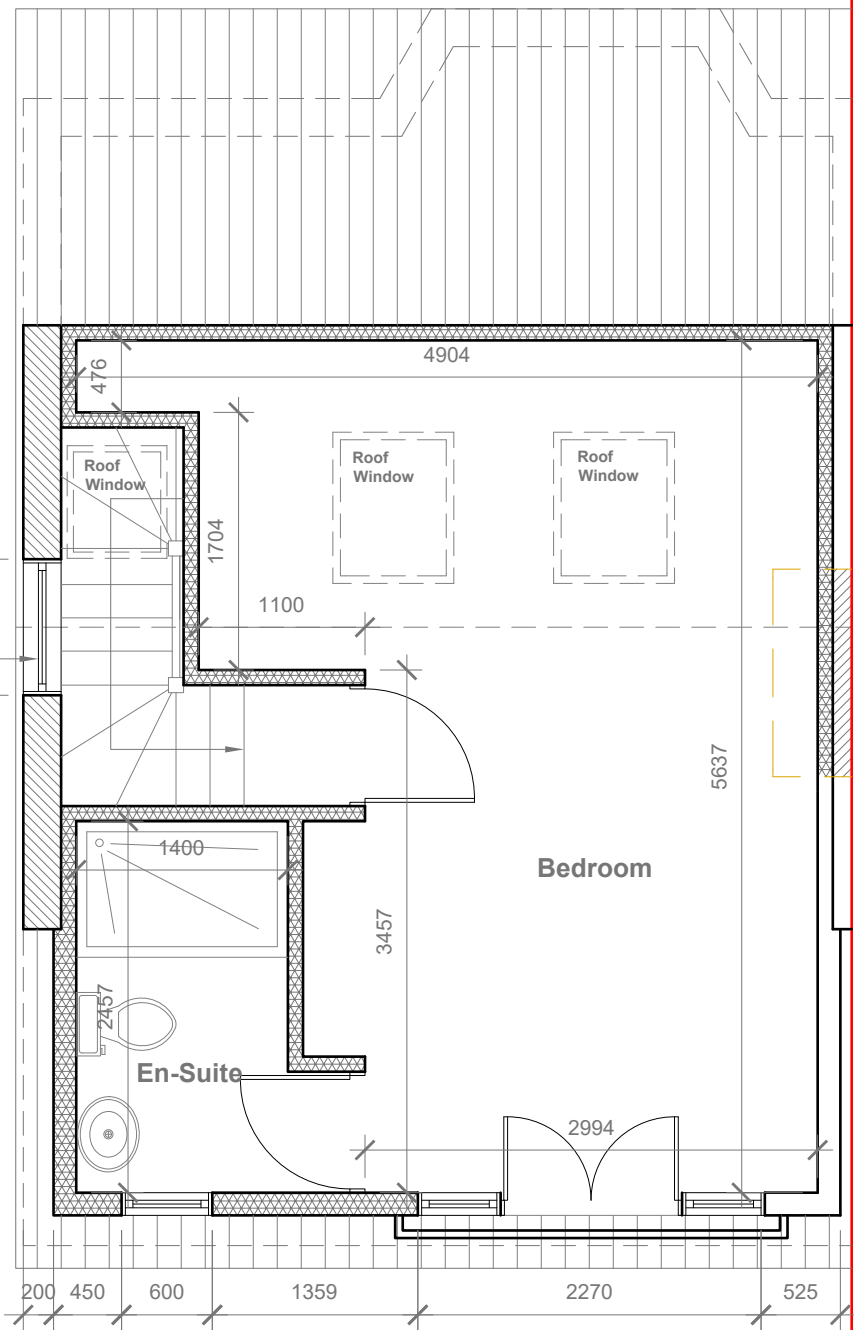 4904
476
Roof
Window
Roof
Window
Roof
Window
1704
1100
5637
1400
Bedroom
3457
2457
En-Suite
2994
200
450
600
1359
2270
525